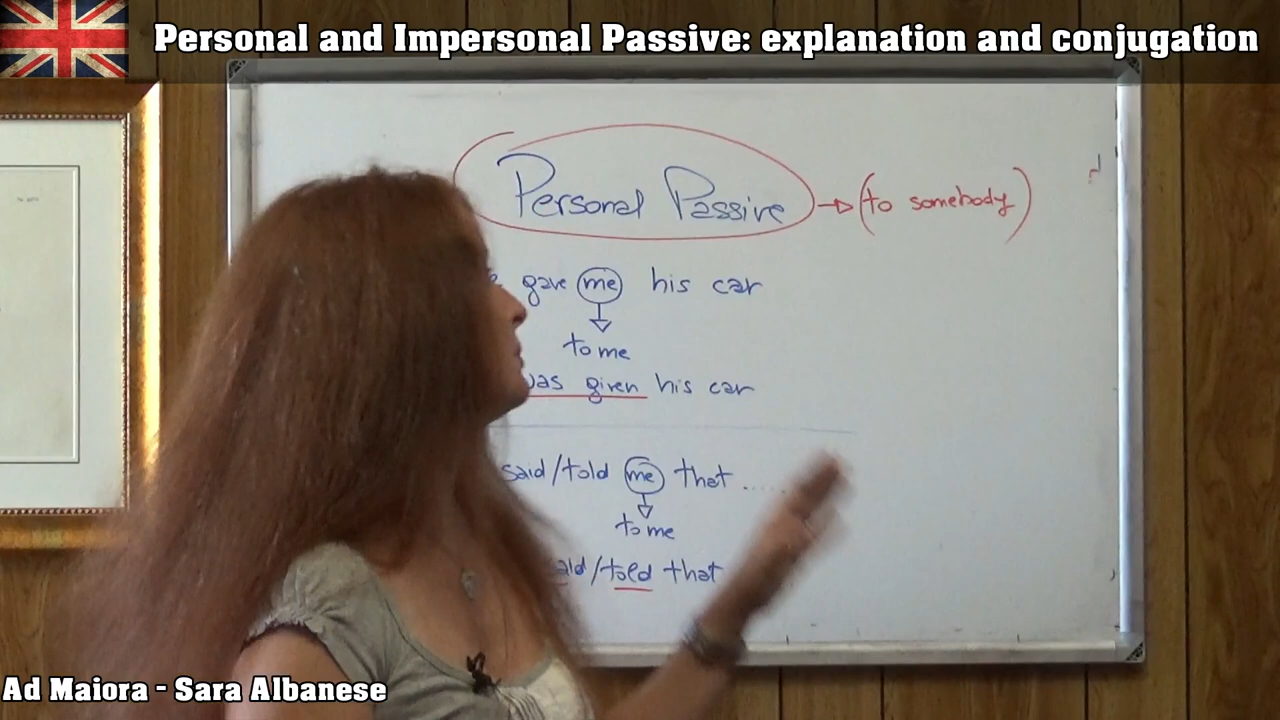 Personal and Impersonal Passive: explanation and conjugation
Personal Passive → (to somebody)
gave me his car
to me
given his car
said/told me that .....
to me
/told that
Ad Maiora - Sara Albanese